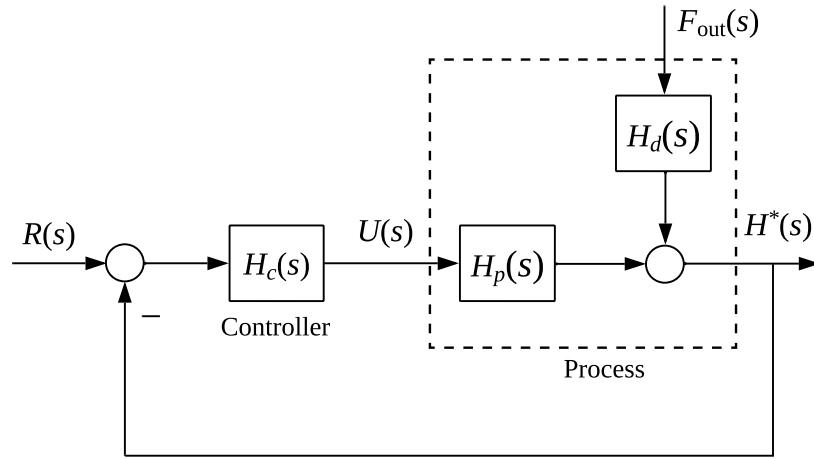 F_out(s)
H_d(s)
R(s)
H_c(s)
U(s)
H_p(s)
H*(s)
−
Controller
Process